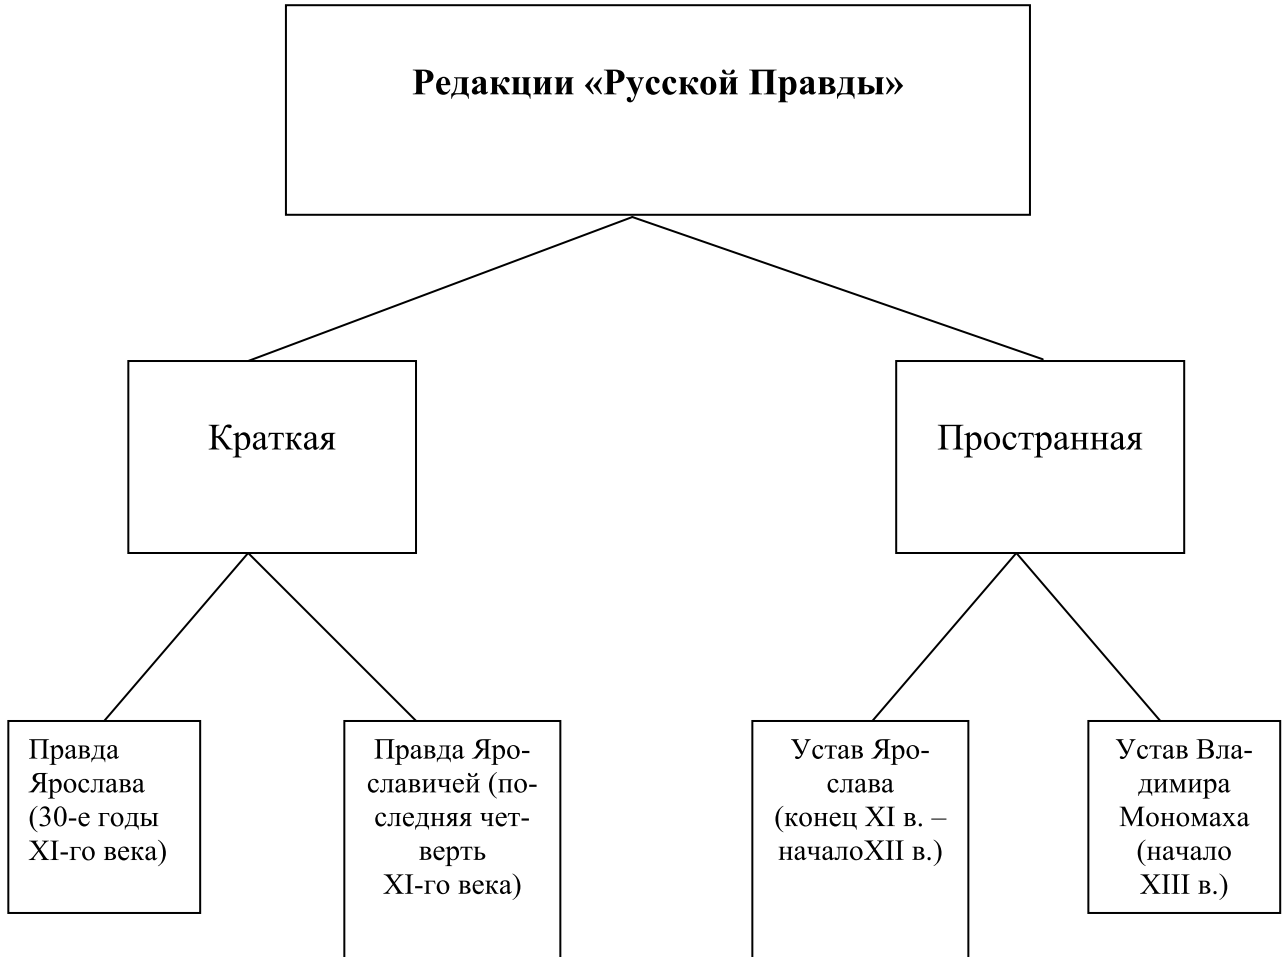 Редакции «Русской Правды»
Краткая
Пространная
Правда
Ярослава
(30-е годы
XI-го века)
Правда Яро-
славичей (по-
следняя чет-
верть
XI-го века)
Устав Яро-
слава
(конец XI в. –
началоXII в.)
Устав Вла-
димира
Мономаха
(начало
XIII в.)